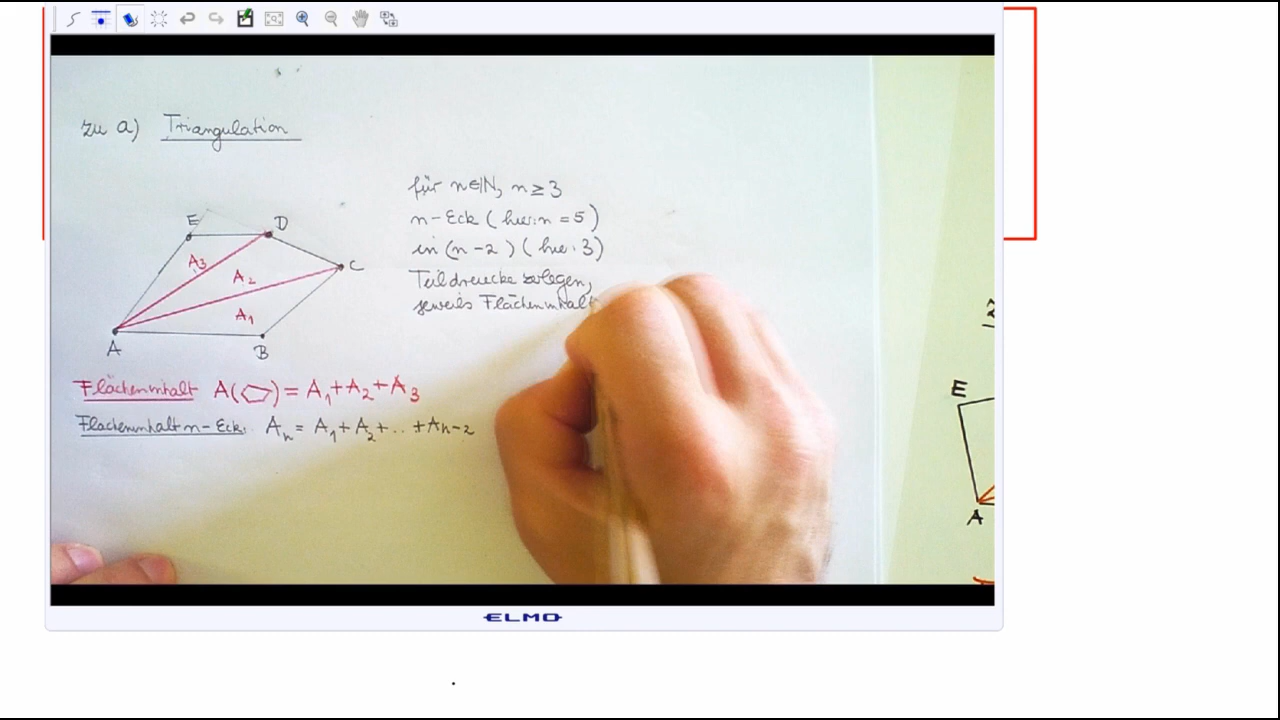 zu a) Triangulation
für n∈ℕ, n ≥ 3
n-Eck (hier: n = 5)
in (n-2) (hier: 3)
Teildreiecke zerlegen,
jeweils Flächeninhalt
E
D
C
A₃
A₂
A₁
A
B
Flächeninhalt A(⬠) = A₁+A₂+A₃
Flächeninhalt n-Eck: Aₙ = A₁+A₂+...+Aₙ₋₂
E
A
ELMO